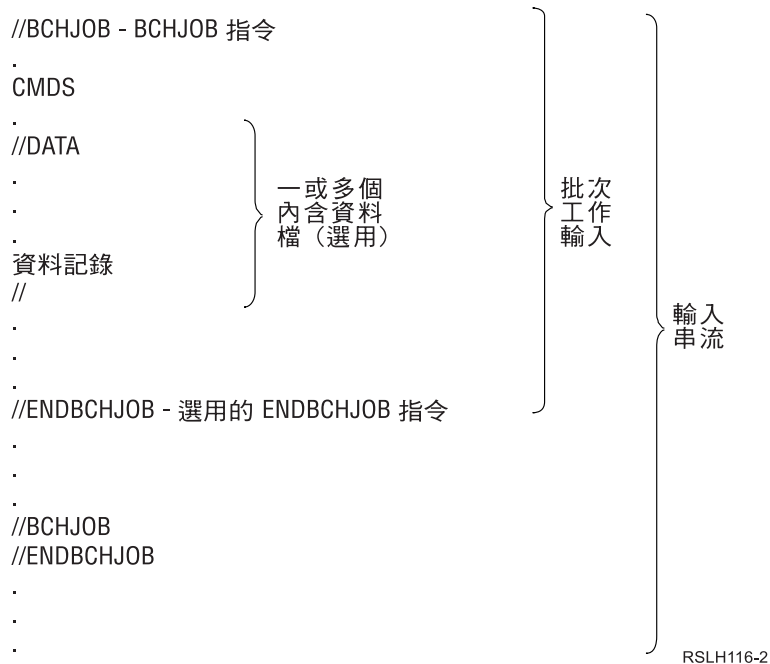 //BCHJOB - BCHJOB 指令
.
CMDS
.
//DATA
.
.
.
資料記錄
//
.
.
.
//ENDBCHJOB - 選用的 ENDBCHJOB 指令
.
.
.
//BCHJOB
//ENDBCHJOB
.
.
.
一或多個
內含資料
檔（選用）
批次
工作
輸入
輸入
串流
RSLH116-2